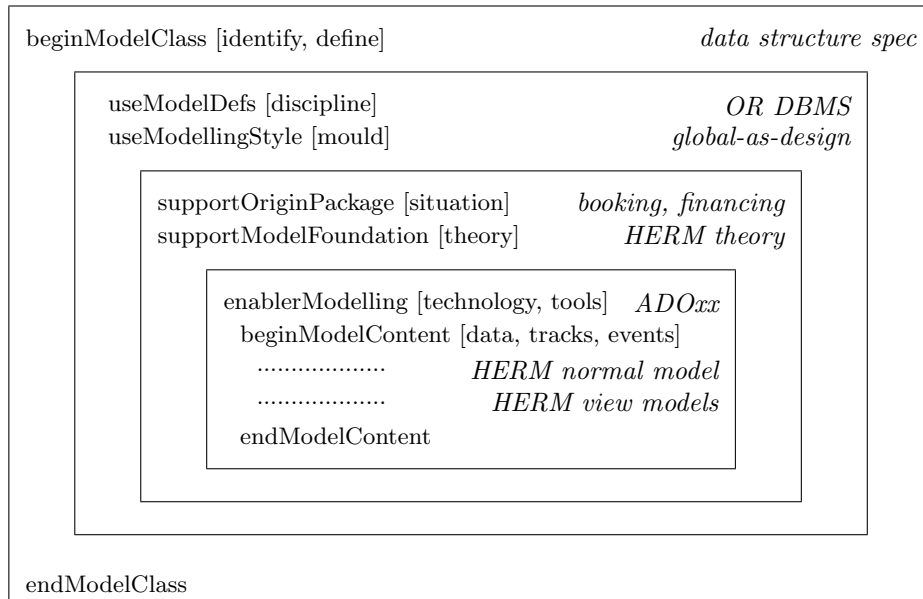 beginModelClass [identify, define] data structure spec
useModelDefs [discipline] OR DBMS
useModellingStyle [mould] global-as-design
supportOriginPackage [situation] booking, financing
supportModelFoundation [theory] HERM theory
enablerModelling [technology, tools] ADOxx
beginModelContent [data, tracks, events]
................... HERM normal model
................... HERM view models
endModelContent
endModelClass